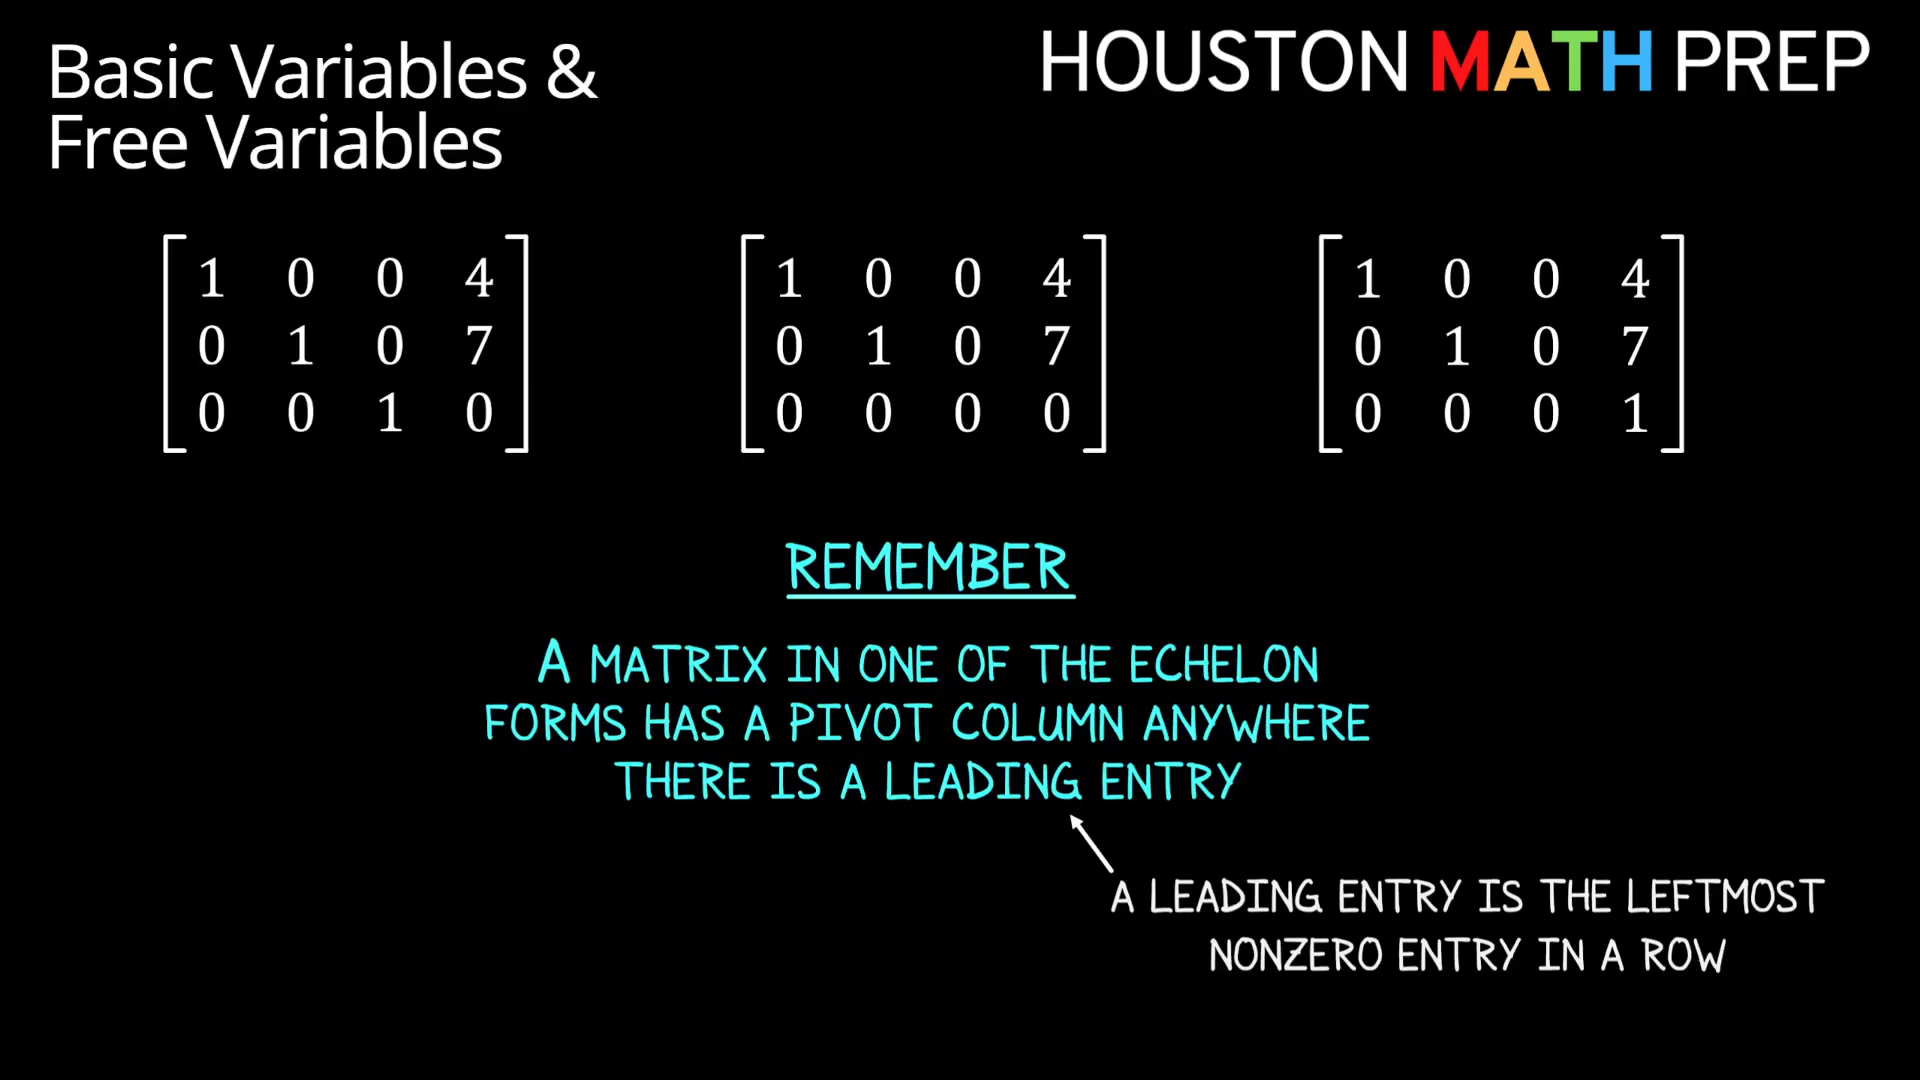 Basic Variables &
Free Variables
HOUSTON MATH PREP
1 0 0 4
0 1 0 7
0 0 1 0
1 0 0 4
0 1 0 7
0 0 0 0
1 0 0 4
0 1 0 7
0 0 0 1
REMEMBER
A MATRIX IN ONE OF THE ECHELON
FORMS HAS A PIVOT COLUMN ANYWHERE
THERE IS A LEADING ENTRY
A LEADING ENTRY IS THE LEFTMOST
NONZERO ENTRY IN A ROW